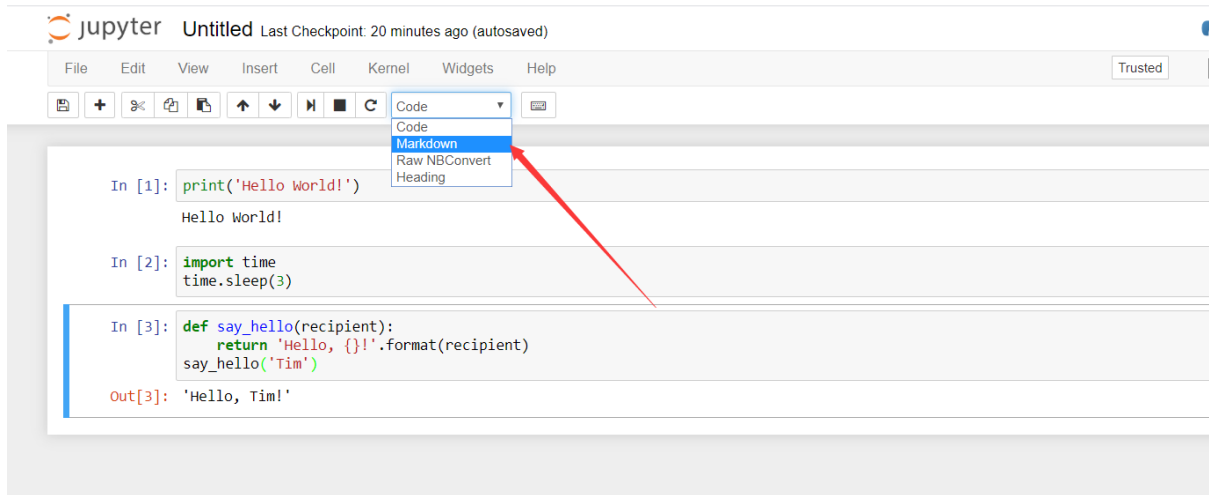 jupyter Untitled Last Checkpoint: 20 minutes ago (autosaved)
File Edit View Insert Cell Kernel Widgets Help Trusted
Code
Code
Markdown
Raw NBConvert
Heading
In [1]: print('Hello World!')
Hello World!
In [2]: import time
time.sleep(3)
In [3]: def say_hello(recipient):
return 'Hello, {}!'.format(recipient)
say_hello('Tim')
Out[3]: 'Hello, Tim!'